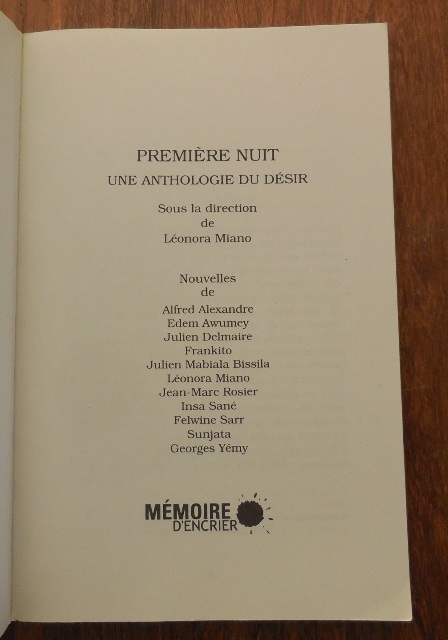 PREMIÈRE NUIT
UNE ANTHOLOGIE DU DÉSIR
Sous la direction
de
Léonora Miano
Nouvelles
de
Alfred Alexandre
Edem Awumey
Julien Delmaire
Frankito
Julien Mabiala Bissila
Léonora Miano
Jean-Marc Rosier
Insa Sané
Felwine Sarr
Sunjata
Georges Yémy
MÉMOIRE
D'ENCRIER